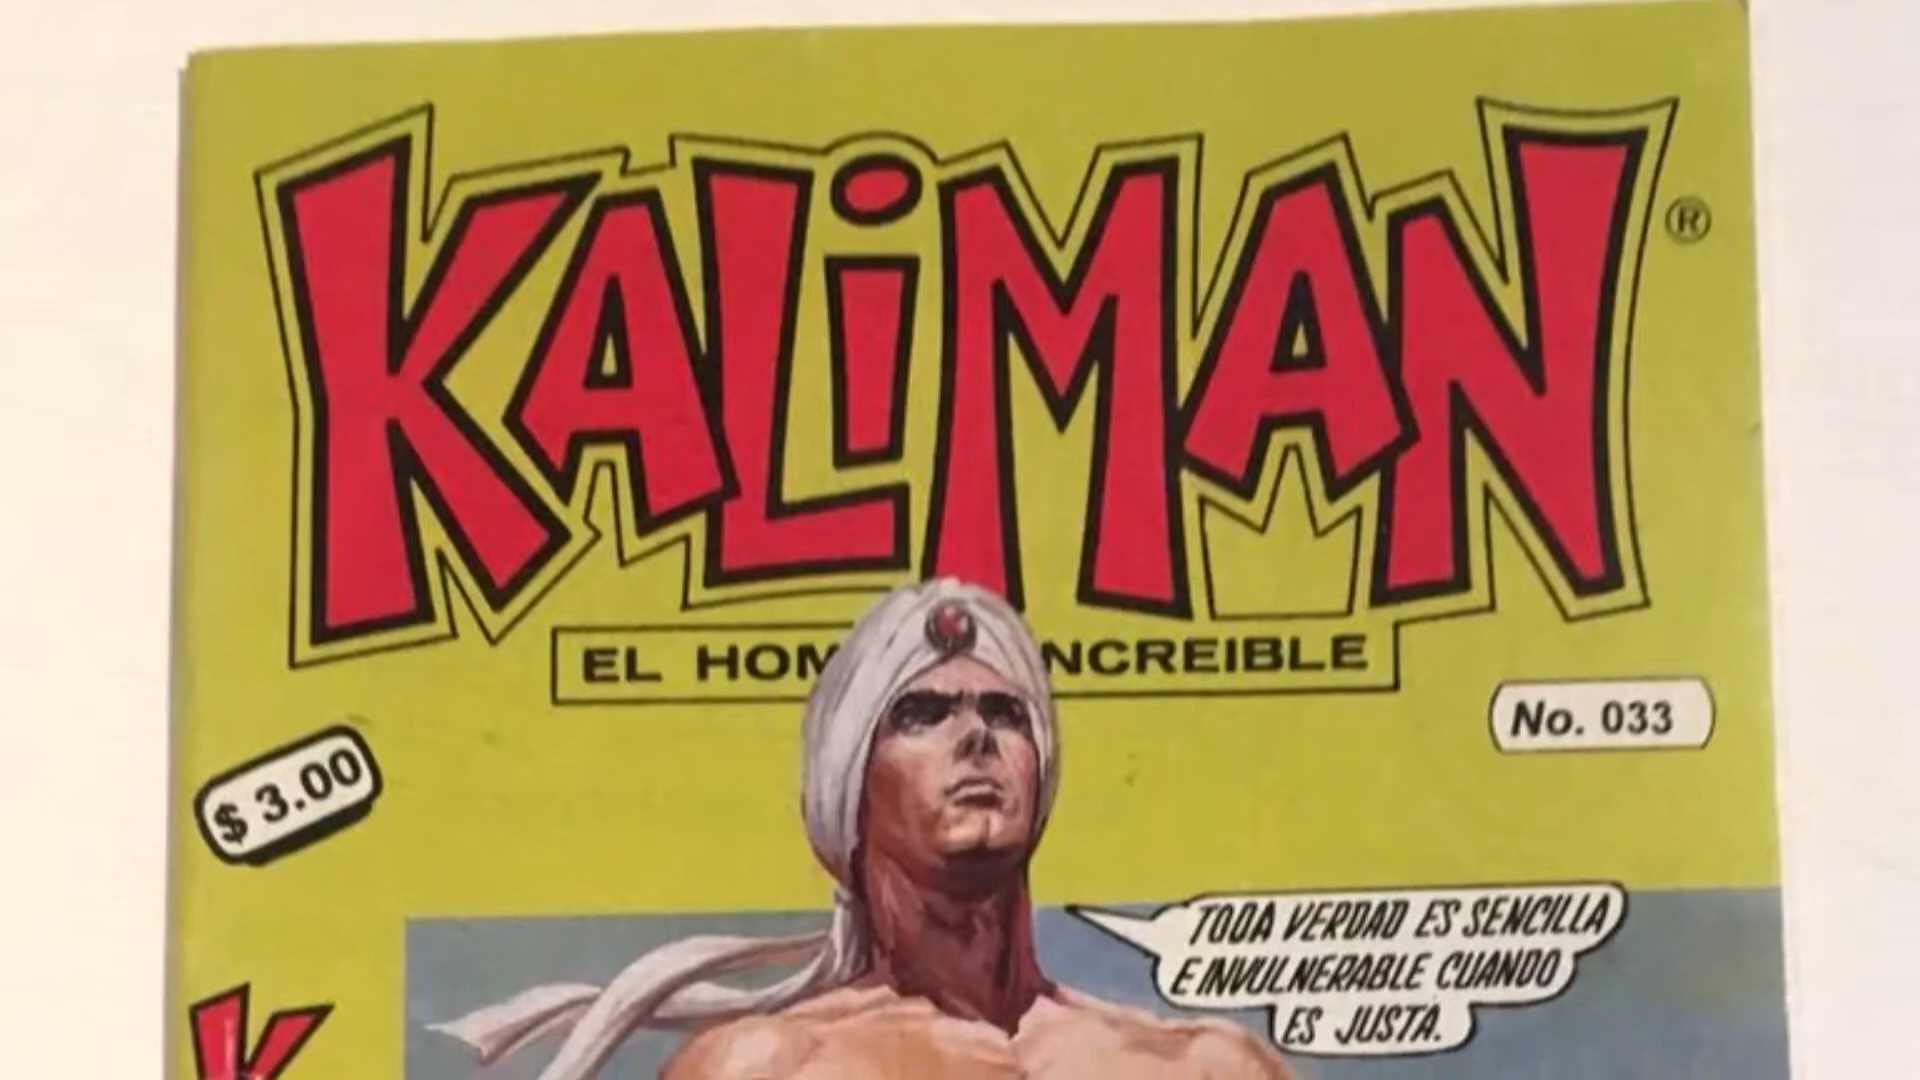 KALiMAN
®
EL HOM NCREIBLE
No. 033
$ 3.00
TODA VERDAD ES SENCILLA
E INVULNERABLE CUANDO
ES JUSTA.
K